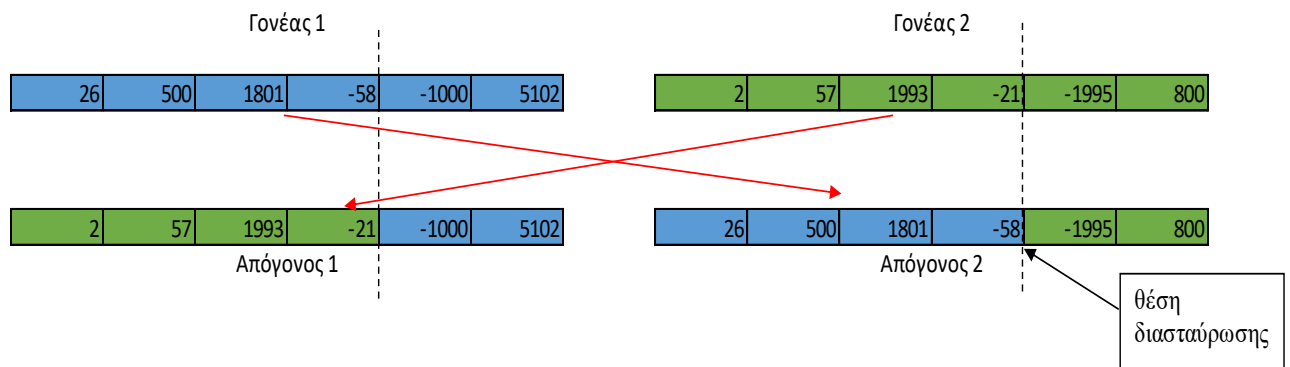 Γονέας 1
Γονέας 2
26 500 1801 -58 -1000 5102
2 57 1993 -21 -1995 800
2 57 1993 -21 -1000 5102
26 500 1801 -58 -1995 800
Απόγονος 1
Απόγονος 2
θέση
διασταύρωσης